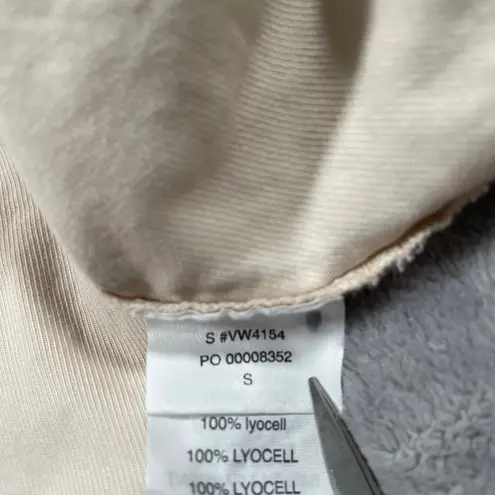 S #VW4154
PO 00008352
S
100% lyocell
100% LYOCELL
100% LYOCELL